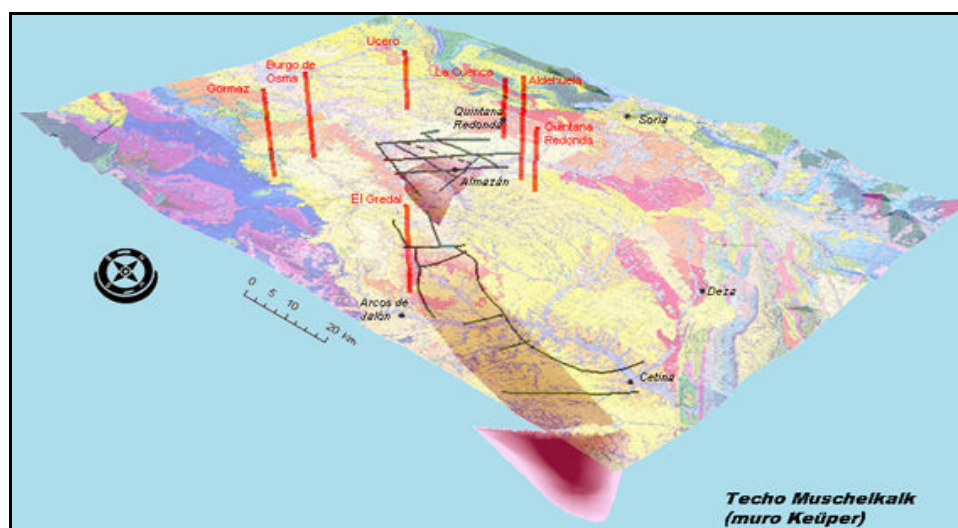 Ucero
Burgo de
Osma
La Cuenca
Aldehuela
Gormaz
Quintana
Redonda
Soria
Quintana
Redonda
Almazán
El Gredal
0 5 10 20 km
Arcos de
Jalón
Deza
Cetina
Techo Muschelkalk
(muro Keüper)